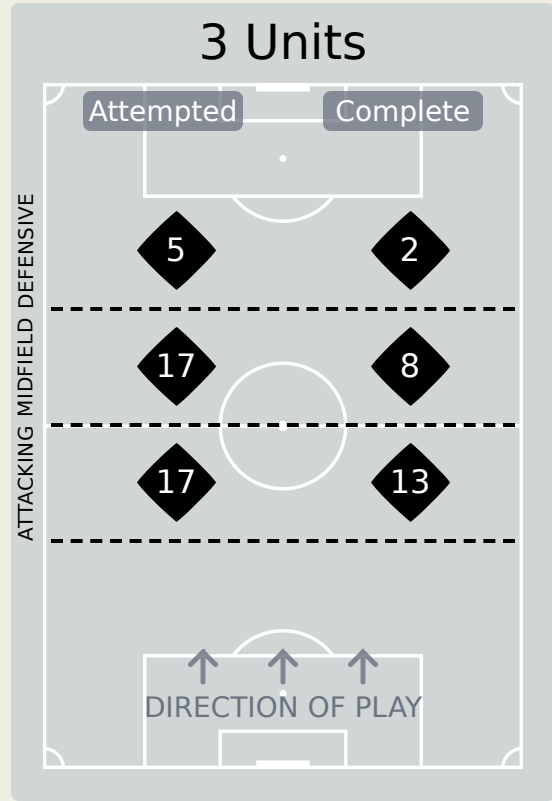 3 Units
Attempted Complete
5 2
17 8
17 13
ATTACKING MIDFIELD DEFENSIVE
DIRECTION OF PLAY